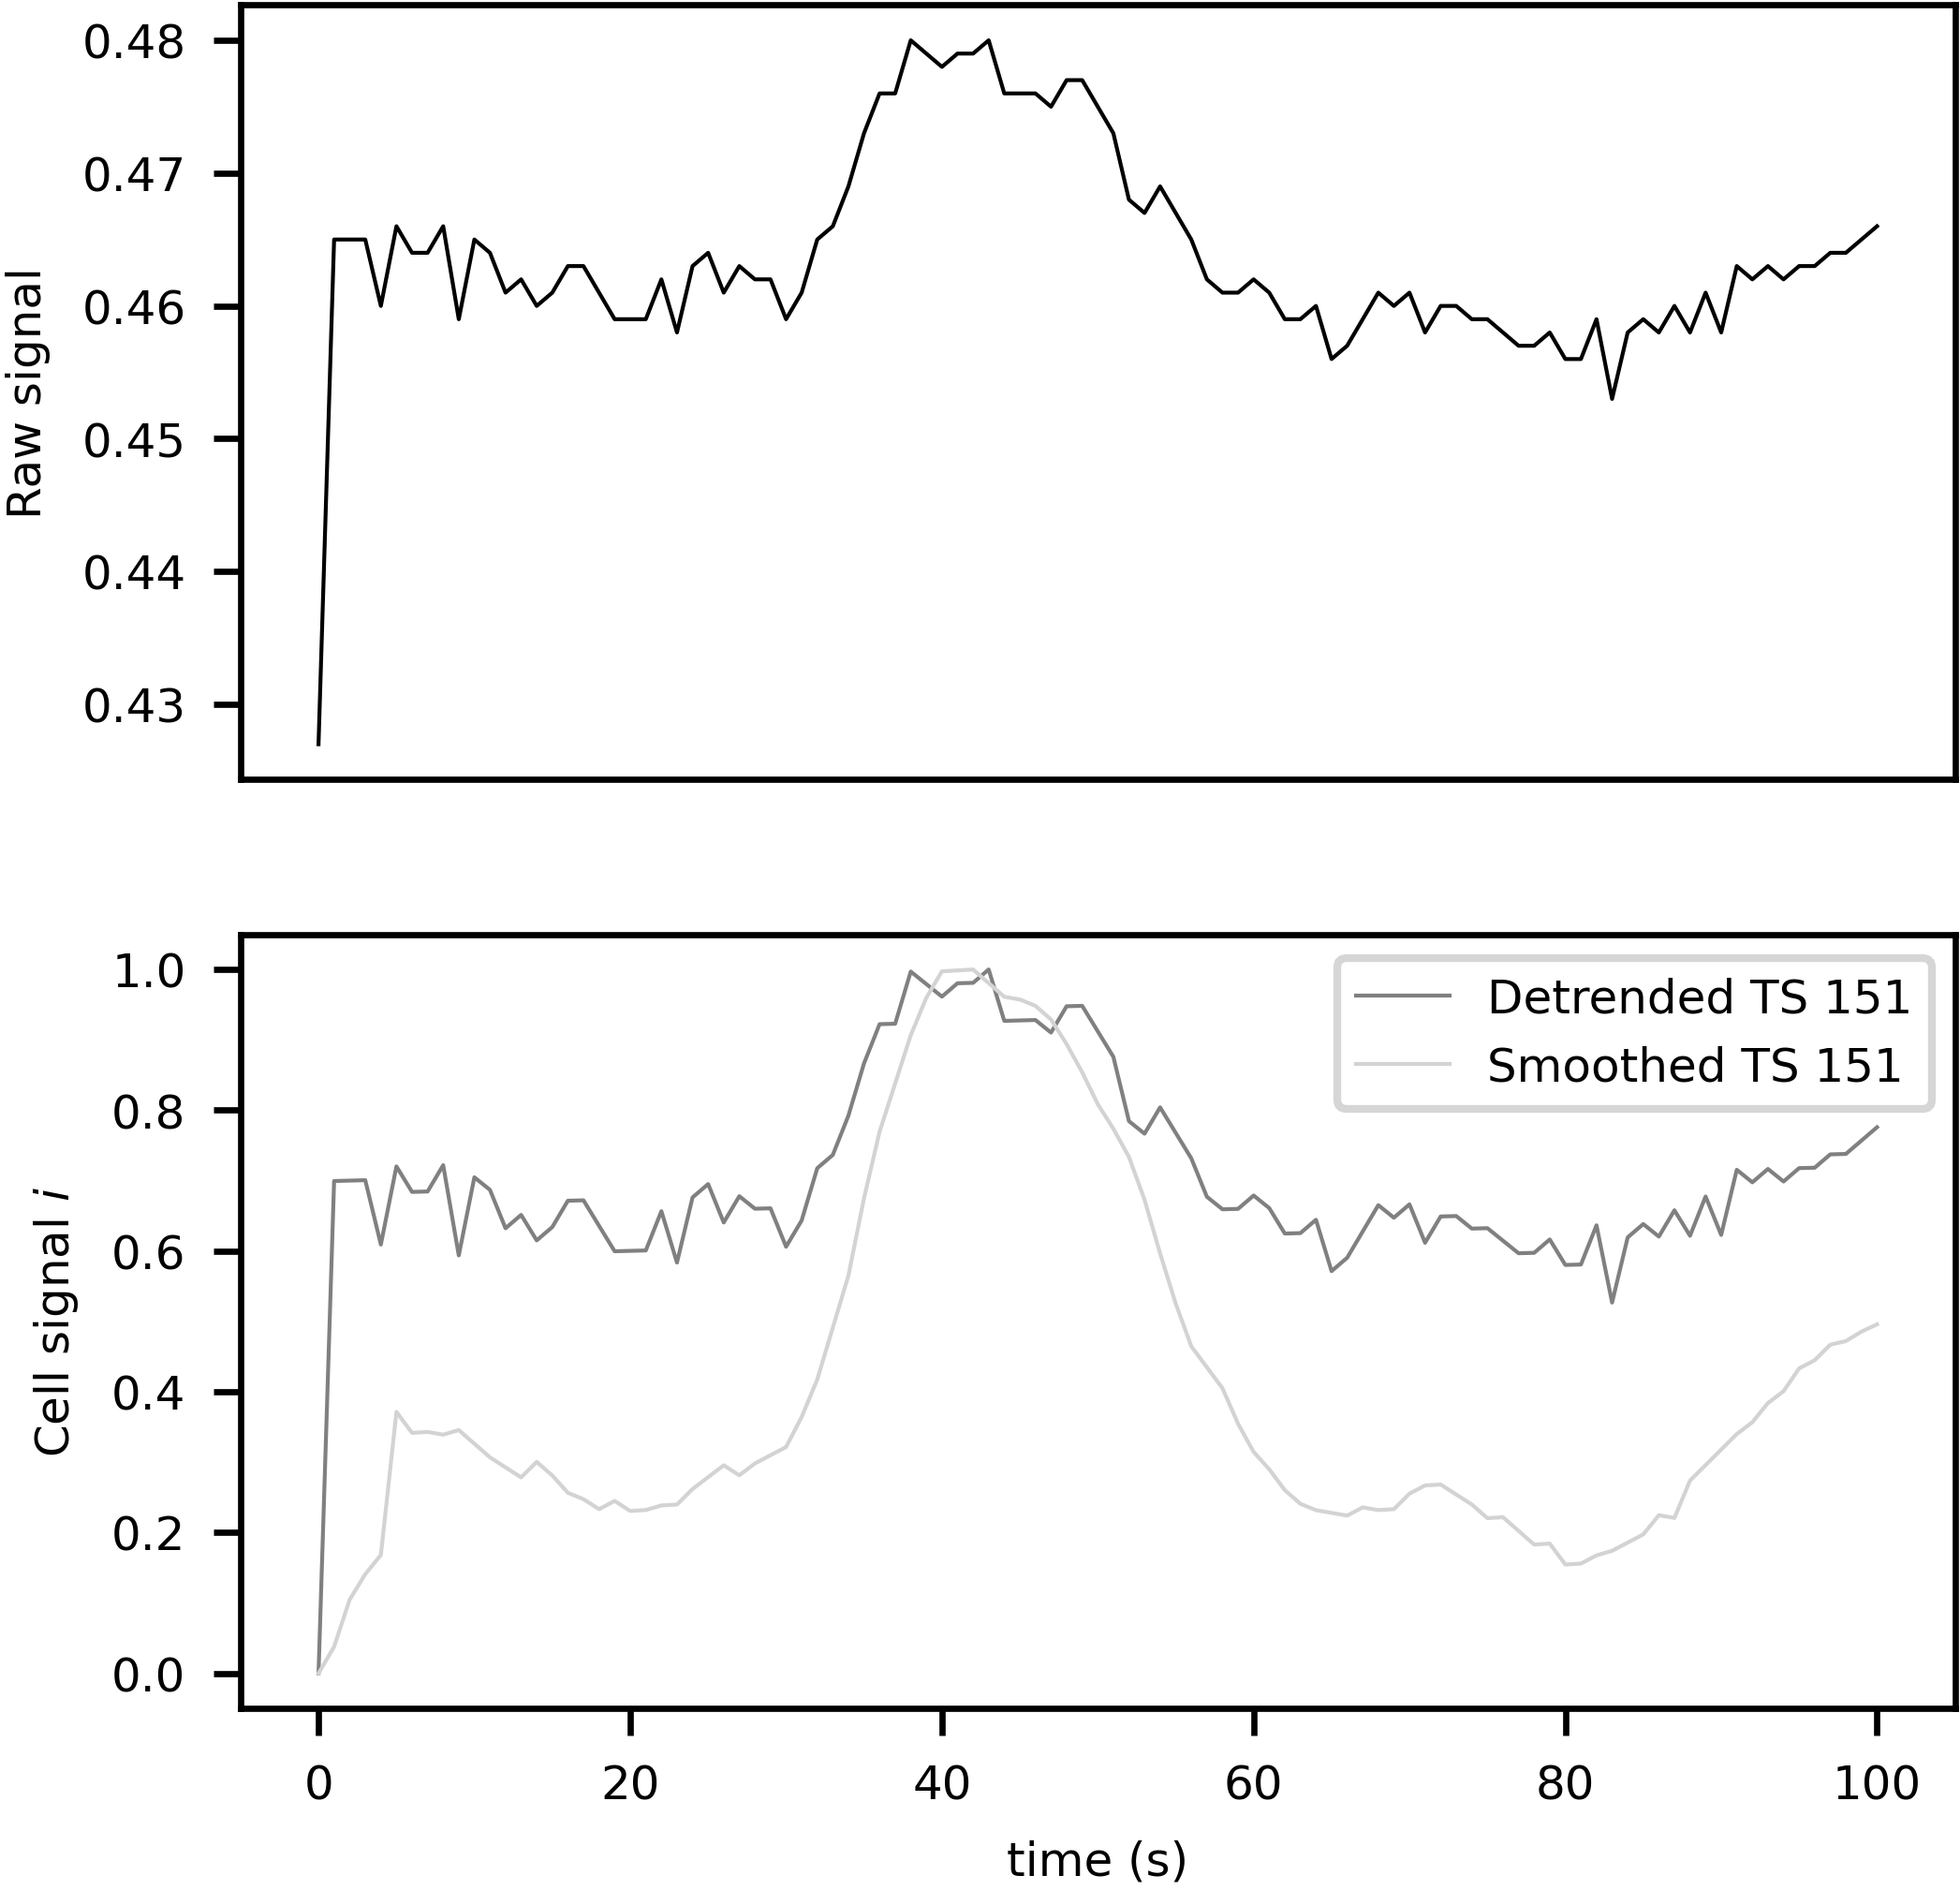 0.48
0.47
0.46
0.45
0.44
0.43
Raw signal
1.0
0.8
0.6
0.4
0.2
0.0
Cell signal i
Detrended TS 151
Smoothed TS 151
0 20 40 60 80 100
time (s)